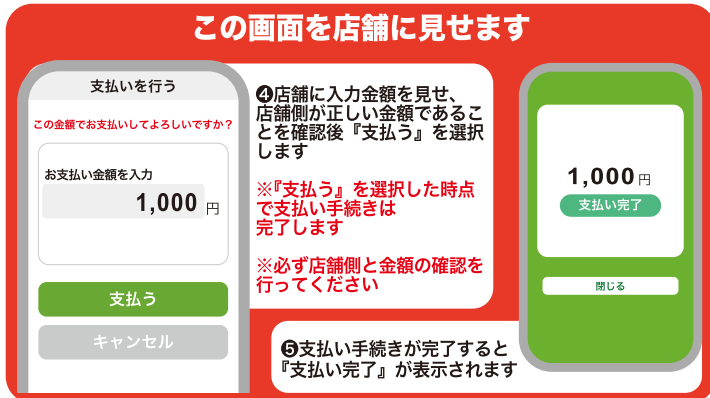 この画面を店舗に見せます
支払いを行う
この金額でお支払いしてよろしいですか？
お支払い金額を入力
1,000 円
支払う
キャンセル
❹店舗に入力金額を見せ、
店舗側が正しい金額であるこ
とを確認後『支払う』を選択
します
※『支払う』を選択した時点
で支払い手続きは
完了します
※必ず店舗側と金額の確認を
行ってください
1,000 円
支払い完了
閉じる
❺支払い手続きが完了すると
『支払い完了』が表示されます